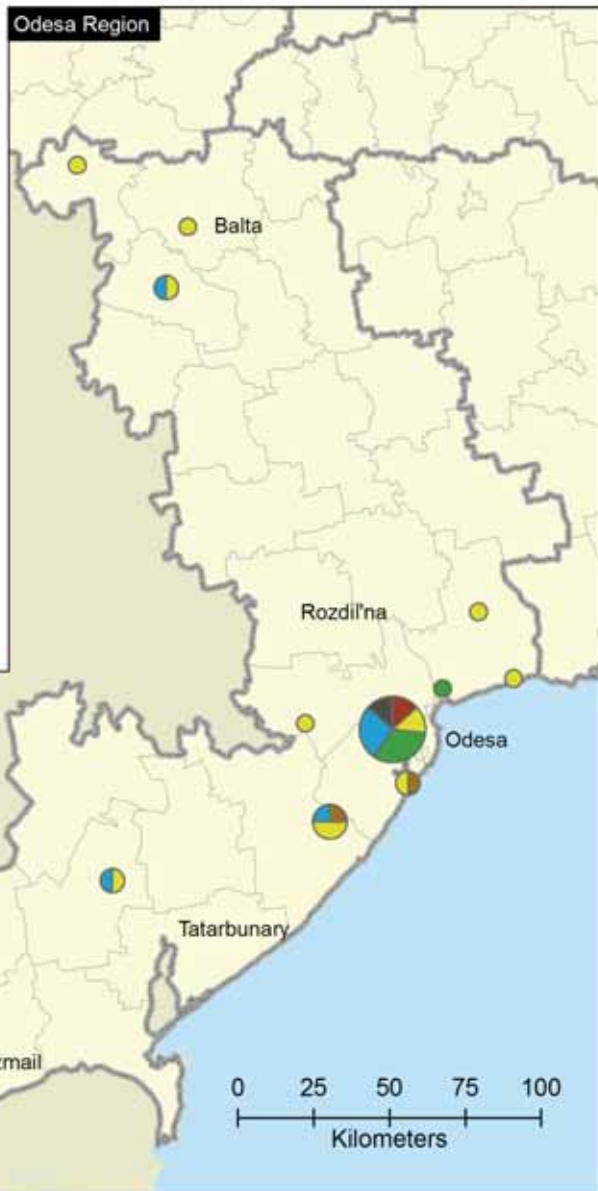 Odesa Region
Balta
Rozdil'na
Odesa
Tatarbunary
zmail
0 25 50 75 100
Kilometers